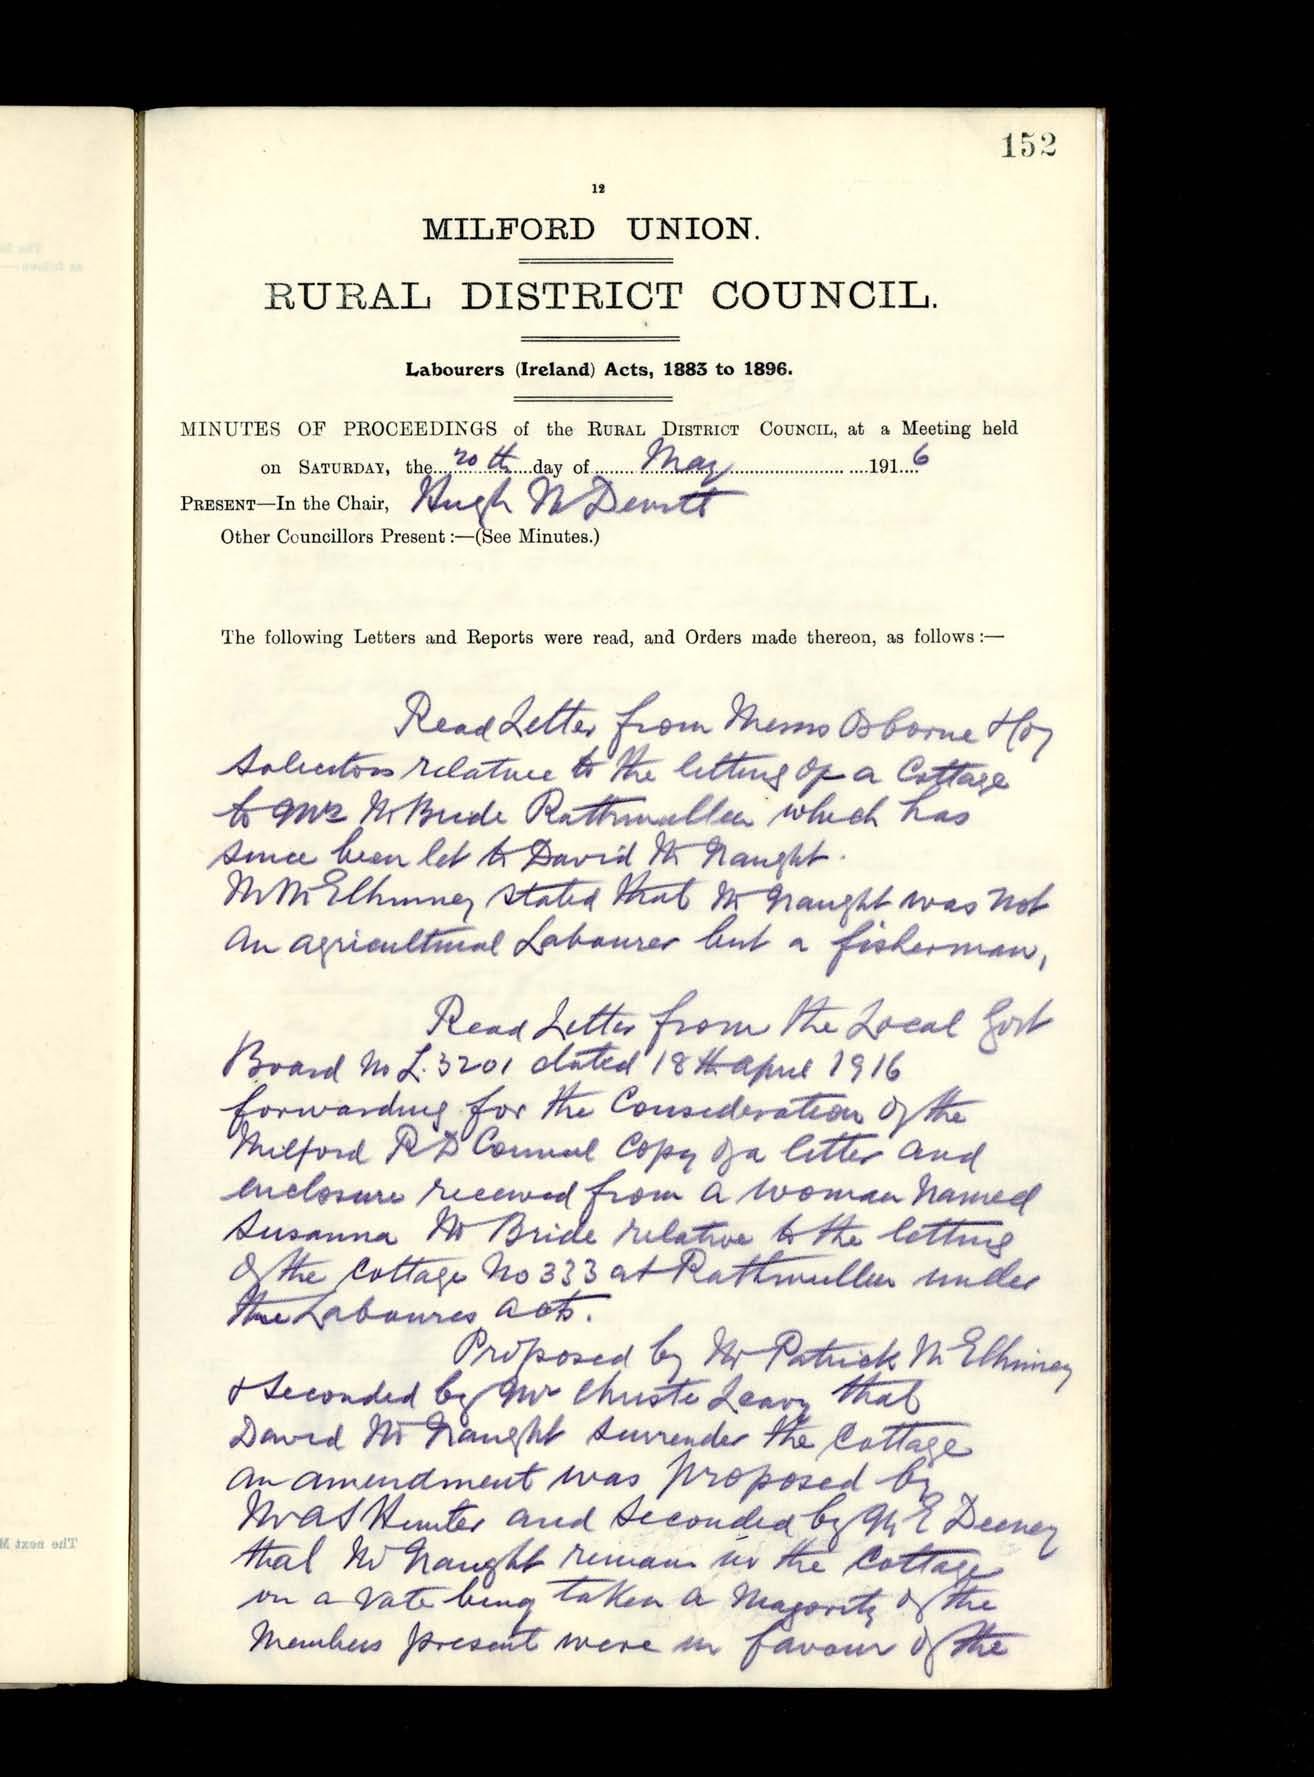 152
12
MILFORD UNION.
RURAL DISTRICT COUNCIL.
Labourers (Ireland) Acts, 1883 to 1896.
MINUTES OF PROCEEDINGS of the RURAL DISTRICT COUNCIL, at a Meeting held
on SATURDAY, the 20th day of May 1916
PRESENT—In the Chair, Hugh McDevitt
Other Councillors Present :—(See Minutes.)
The following Letters and Reports were read, and Orders made thereon, as follows :—
Read Letter from Messrs Osborne & Coy
Solicitors relative to the letting of a Cottage
to Mrs McBride Rathmullen which has
since been let to David McNaught.
Mr McElhinney stated that McNaught was not
an agricultural Labourer but a fisherman,
Read Letter from the Local Govt
Board No L.3201 dated 18th April 1916
forwarding for the Consideration of the
Milford R D Council Copy of a letter and
enclosure received from a woman named
Susanna McBride relative to the letting
of the Cottage No 333 at Rathmullen under
the Laboures acts.
Proposed by Mr Patrick McElhiney
& Seconded by Mr Christe Leavy that
David McNaught surrender the Cottage
an amendment was proposed by
Mr A S Hunter and Seconded by Mr E Deeney
that McNaught remain in the Cottage
on a vote being taken a Magority of the
Members present were in favour of the
The next M